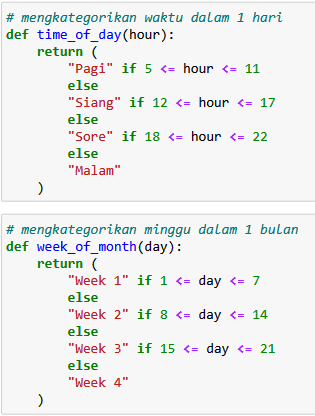 # mengkategorikan waktu dalam 1 hari
def time_of_day(hour):
    return (
        "Pagi" if 5 <= hour <= 11
        else
        "Siang" if 12 <= hour <= 17
        else
        "Sore" if 18 <= hour <= 22
        else
        "Malam"
    )
# mengkategorikan minggu dalam 1 bulan
def week_of_month(day):
    return (
        "Week 1" if 1 <= day <= 7
        else
        "Week 2" if 8 <= day <= 14
        else
        "Week 3" if 15 <= day <= 21
        else
        "Week 4"
    )